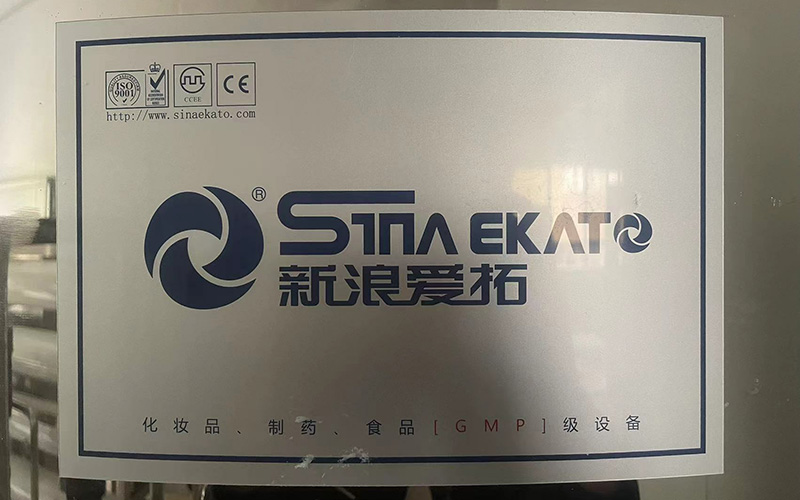 ISO 9001
CCEE
CE
http://www.sinaekato.com
®
SINA EKATO
新浪爱拓
化妆品、制药、食品[GMP]级设备